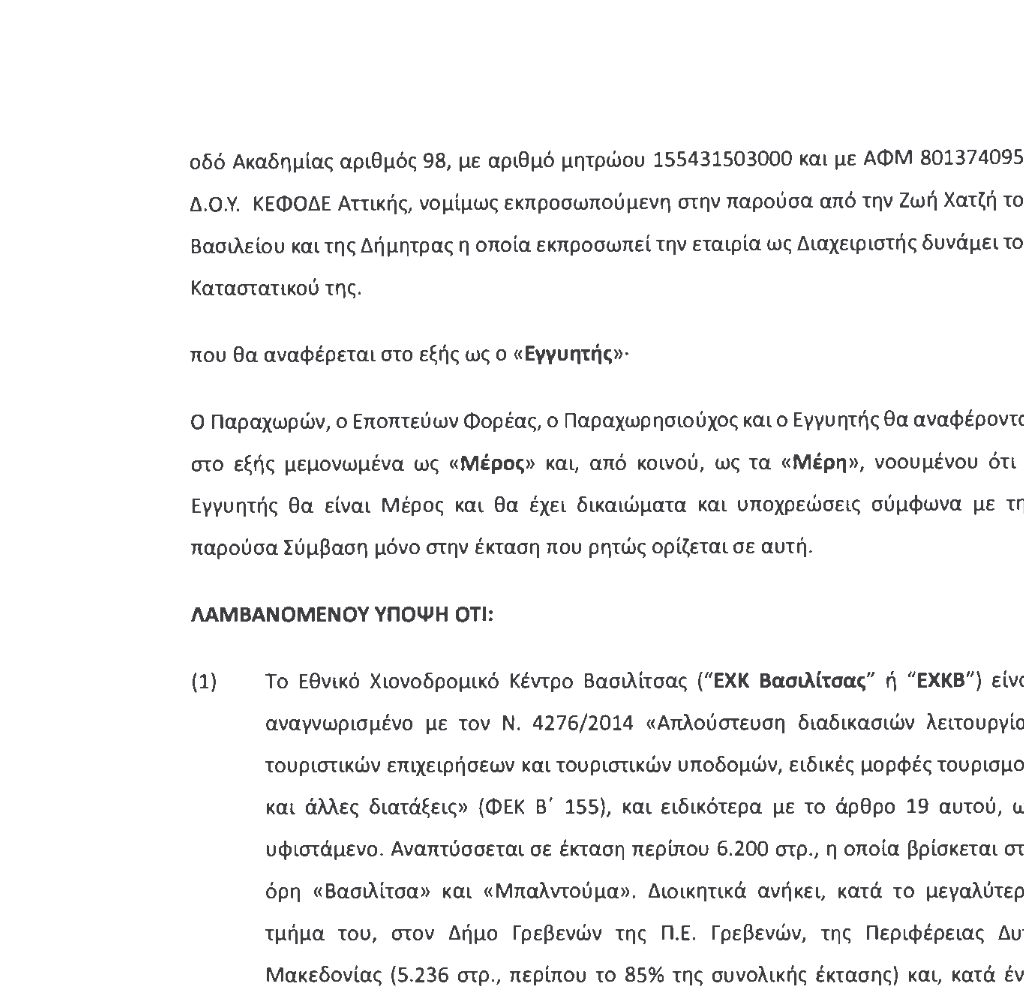 οδό Ακαδημίας αριθμός 98, με αριθμό μητρώου 155431503000 και με ΑΦΜ 801374095
Δ.Ο.Υ. ΚΕΦΟΔΕ Αττικής, νομίμως εκπροσωπούμενη στην παρούσα από την Ζωή Χατζή το
Βασιλείου και της Δήμητρας η οποία εκπροσωπεί την εταιρία ως Διαχειριστής δυνάμει το
Καταστατικού της.
που θα αναφέρεται στο εξής ως ο «Εγγυητής»·
Ο Παραχωρών, ο Εποπτεύων Φορέας, ο Παραχωρησιούχος και ο Εγγυητής θα αναφέροντα
στο εξής μεμονωμένα ως «Μέρος» και, από κοινού, ως τα «Μέρη», νοουμένου ότι
Εγγυητής θα είναι Μέρος και θα έχει δικαιώματα και υποχρεώσεις σύμφωνα με τη
παρούσα Σύμβαση μόνο στην έκταση που ρητώς ορίζεται σε αυτή.
ΛΑΜΒΑΝΟΜΕΝΟΥ ΥΠΟΨΗ ΟΤΙ:
(1) Το Εθνικό Χιονοδρομικό Κέντρο Βασιλίτσας (“ΕΧΚ Βασιλίτσας” ή “ΕΧΚΒ”) είνα
αναγνωρισμένο με τον Ν. 4276/2014 «Απλούστευση διαδικασιών λειτουργία
τουριστικών επιχειρήσεων και τουριστικών υποδομών, ειδικές μορφές τουρισμο
και άλλες διατάξεις» (ΦΕΚ Β΄ 155), και ειδικότερα με το άρθρο 19 αυτού, ω
υφιστάμενο. Αναπτύσσεται σε έκταση περίπου 6.200 στρ., η οποία βρίσκεται στ
όρη «Βασιλίτσα» και «Μπαλντούμα». Διοικητικά ανήκει, κατά το μεγαλύτερ
τμήμα του, στον Δήμο Γρεβενών της Π.Ε. Γρεβενών, της Περιφέρειας Δυτ
Μακεδονίας (5.236 στρ., περίπου το 85% της συνολικής έκτασης) και, κατά έν